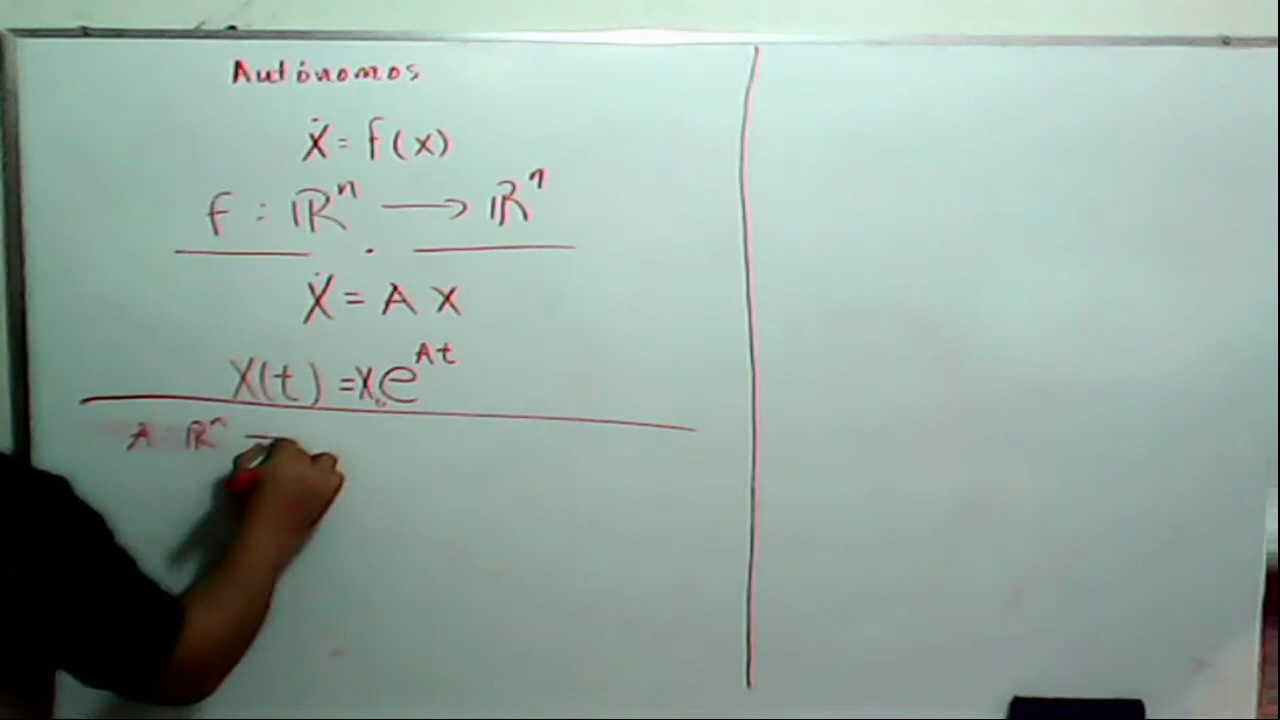 Autónomos
ẋ = f(x)
f : ℝⁿ ⟶ ℝⁿ
ẋ = A x
X(t) = x₀e^{At}
A ℝⁿ —